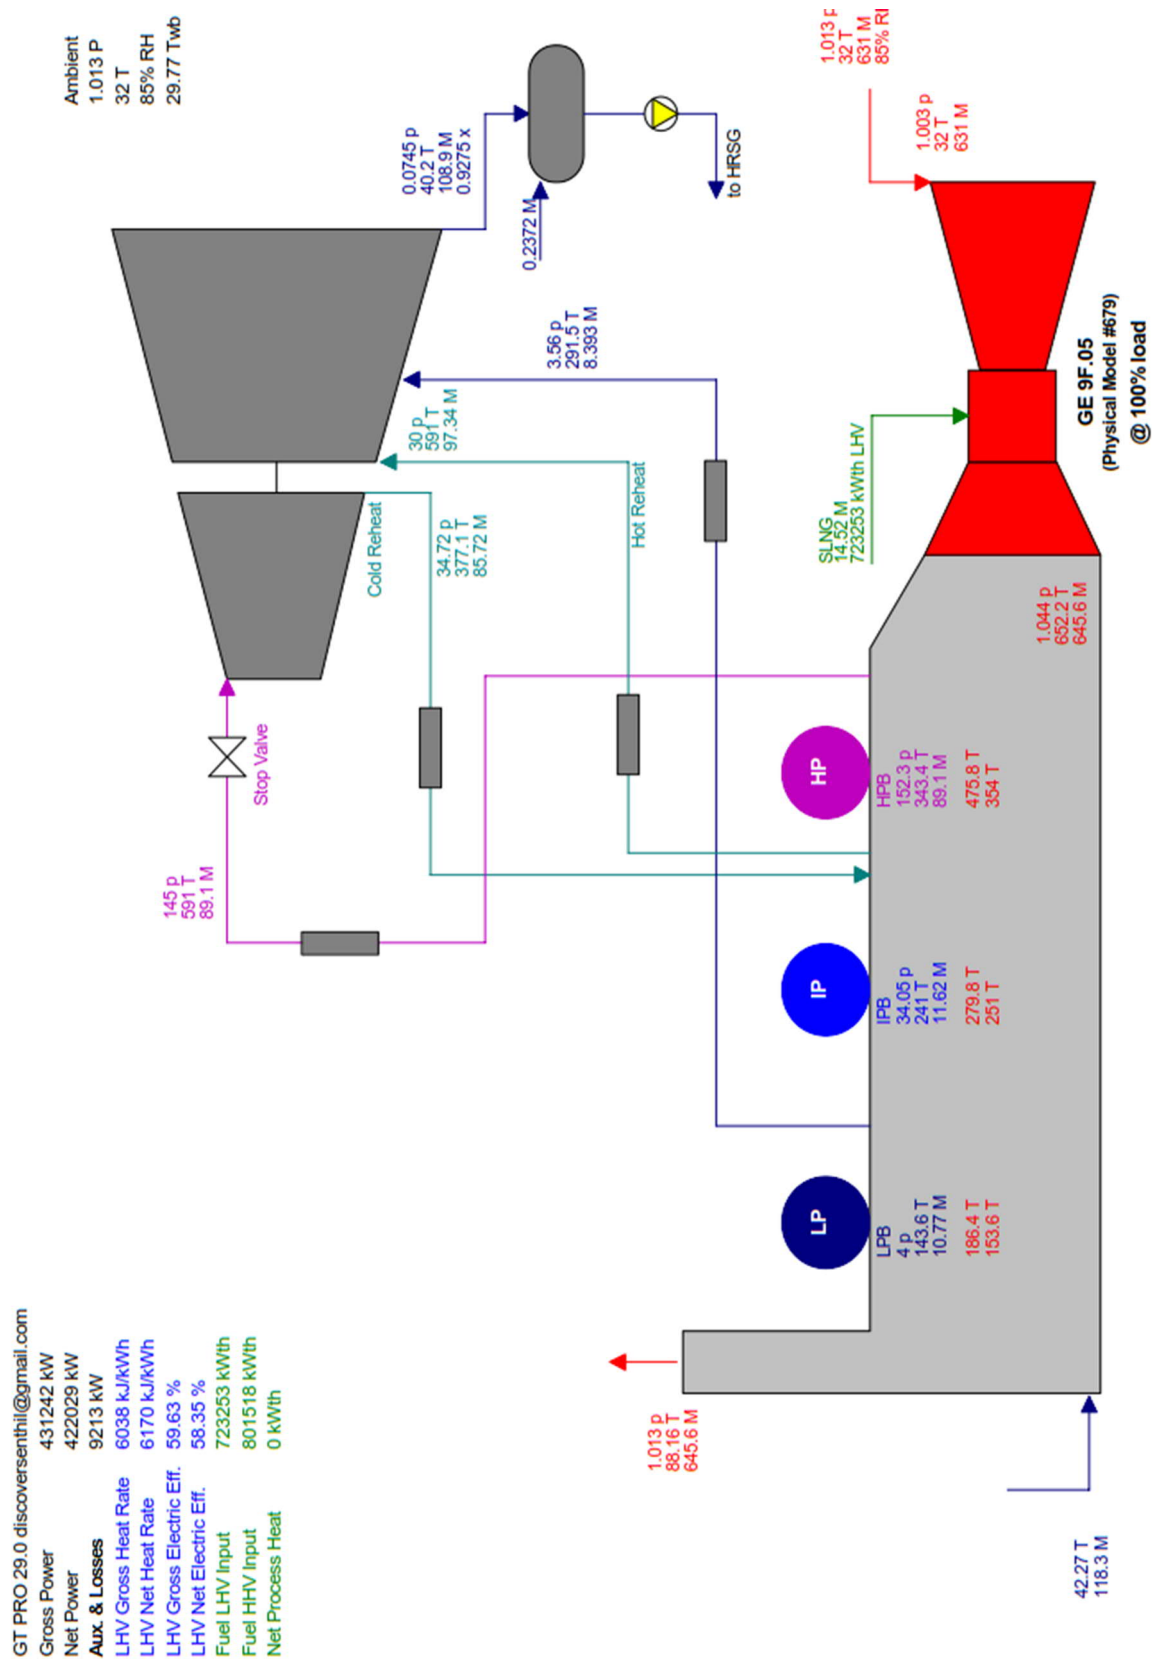 GT PRO 29.0 discoversenthil@gmail.com
Gross Power 431242 kW
Net Power 422029 kW
Aux. & Losses 9213 kW
LHV Gross Heat Rate 6038 kJ/kWh
LHV Net Heat Rate 6170 kJ/kWh
LHV Gross Electric Eff. 59.63 %
LHV Net Electric Eff. 58.35 %
Fuel LHV Input 723253 kWth
Fuel HHV Input 801518 kWth
Net Process Heat 0 kWth
Ambient
1.013 P
32 T
85% RH
29.77 Twb
145 p
591 T
89.1 M
Stop Valve
Cold Reheat
34.72 p
377.1 T
85.72 M
30 p
591 T
97.34 M
Hot Reheat
0.0745 p
40.2 T
108.9 M
0.9275 x
0.2372 M
to HRSG
3.56 p
291.5 T
8.393 M
1.013 p
88.16 T
645.6 M
LP
LPB
4 p
143.6 T
10.77 M
186.4 T
153.6 T
IP
IPB
34.05 p
241 T
11.62 M
279.8 T
251 T
HP
HPB
152.3 p
343.4 T
89.1 M
475.8 T
354 T
SLNG
14.52 M
723253 kWth LHV
1.013 p
32 T
631 M
85% R
1.003 p
32 T
631 M
1.044 p
652.2 T
645.6 M
GE 9F.05
(Physical Model #679)
@ 100% load
42.27 T
118.3 M